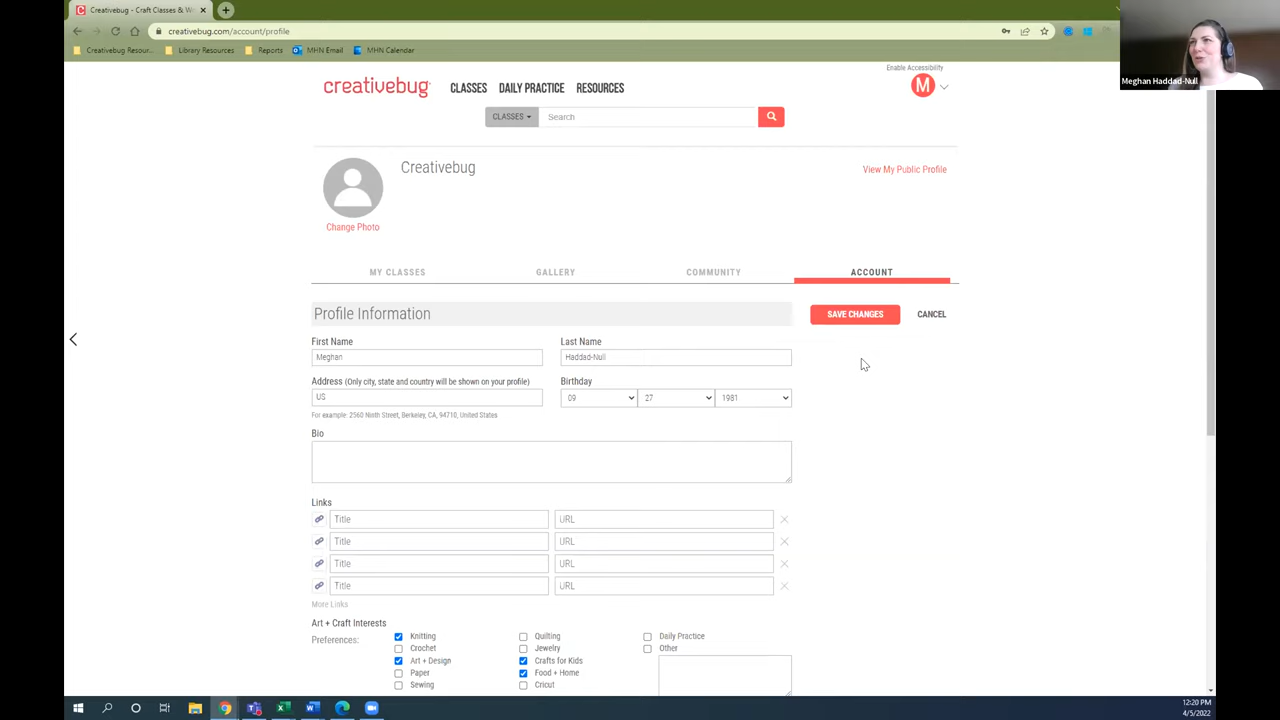 Creativebug - Craft Classes & W
creativebug.com/account/profile
Creativebug Resour... Library Resources Reports MHN Email MHN Calendar
Meghan Haddad-Null
Enable Accessibility
creativebug CLASSES DAILY PRACTICE RESOURCES M
CLASSES Search
Creativebug
View My Public Profile
Change Photo
MY CLASSES GALLERY COMMUNITY ACCOUNT
Profile Information SAVE CHANGES CANCEL
First Name Last Name
Meghan Haddad-Null
Address (Only city, state and country will be shown on your profile) Birthday
US 09 27 1981
For example: 2560 Ninth Street, Berkeley, CA, 94710, United States
Bio
Links
Title URL
Title URL
Title URL
Title URL
More Links
Art + Craft Interests
Preferences: Knitting Quilting Daily Practice
Crochet Jewelry Other
Art + Design Crafts for Kids
Paper Food + Home
Sewing Cricut
12:20 PM
4/5/2022